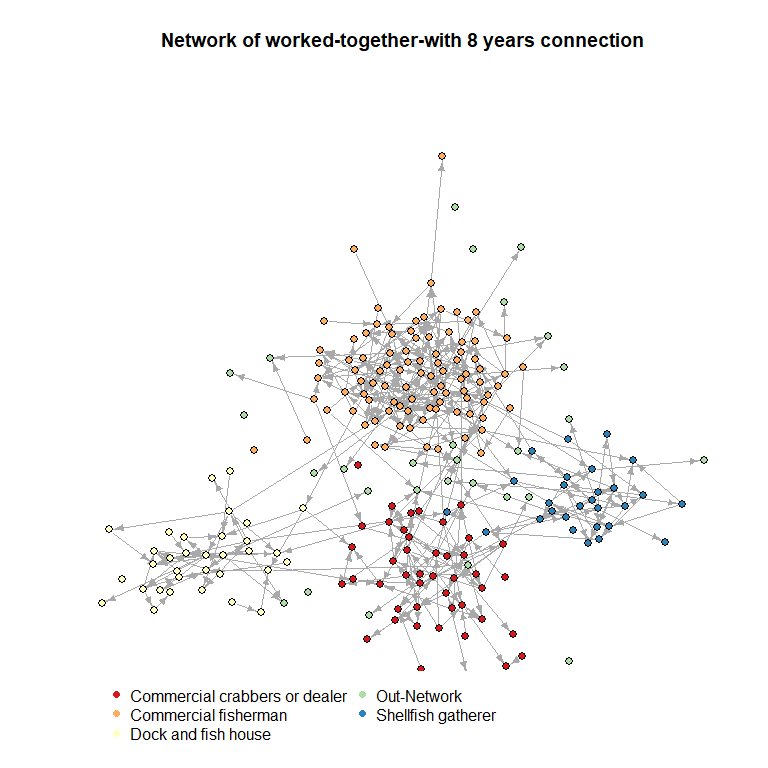 Network of worked-together-with 8 years connection
Commercial crabbers or dealer
Commercial fisherman
Dock and fish house
Out-Network
Shellfish gatherer